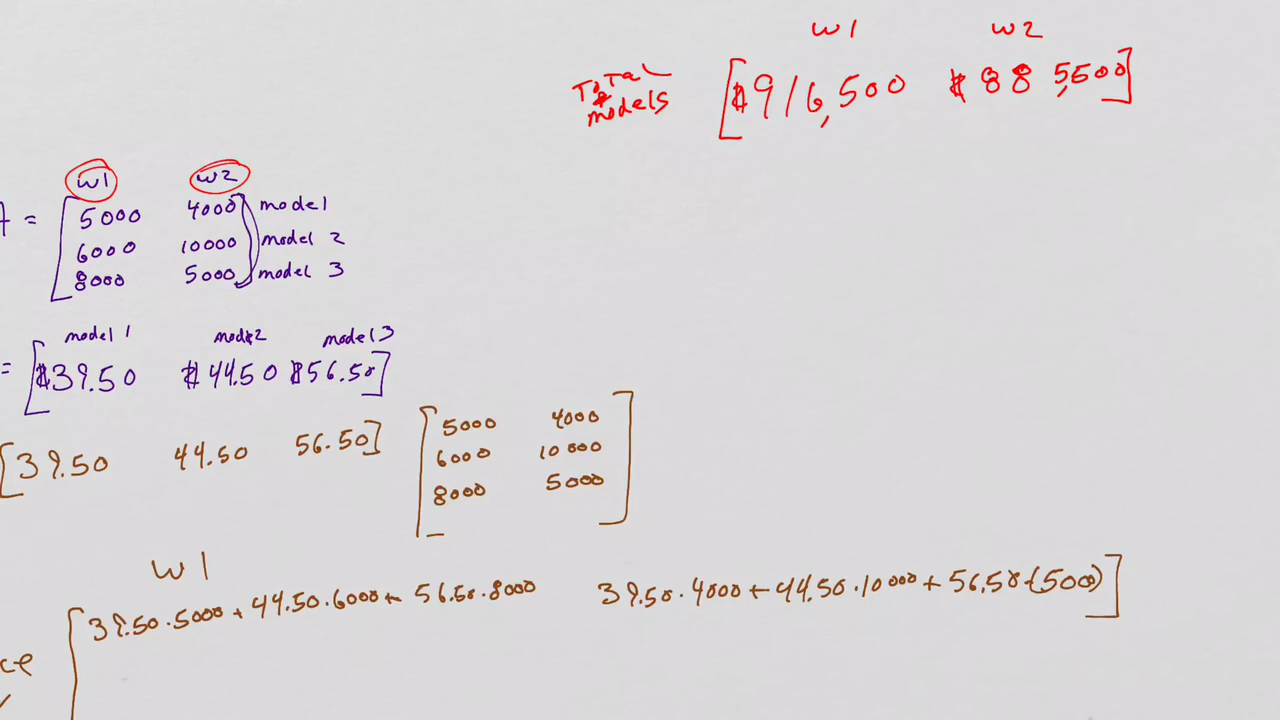 W1 W2
Total $ models [$916,500 $885,500]
W1 W2
A = [5000 4000] model 1
6000 10000 model 2
8000 5000 model 3
model 1 model 2 model 3
= [$39.50 $44.50 $56.50]
[39.50 44.50 56.50] [5000 4000
6000 10000
8000 5000]
W1
[39.50·5000 + 44.50·6000 + 56.50·8000 39.50·4000 + 44.50·10000 + 56.50·(5000)]
ce